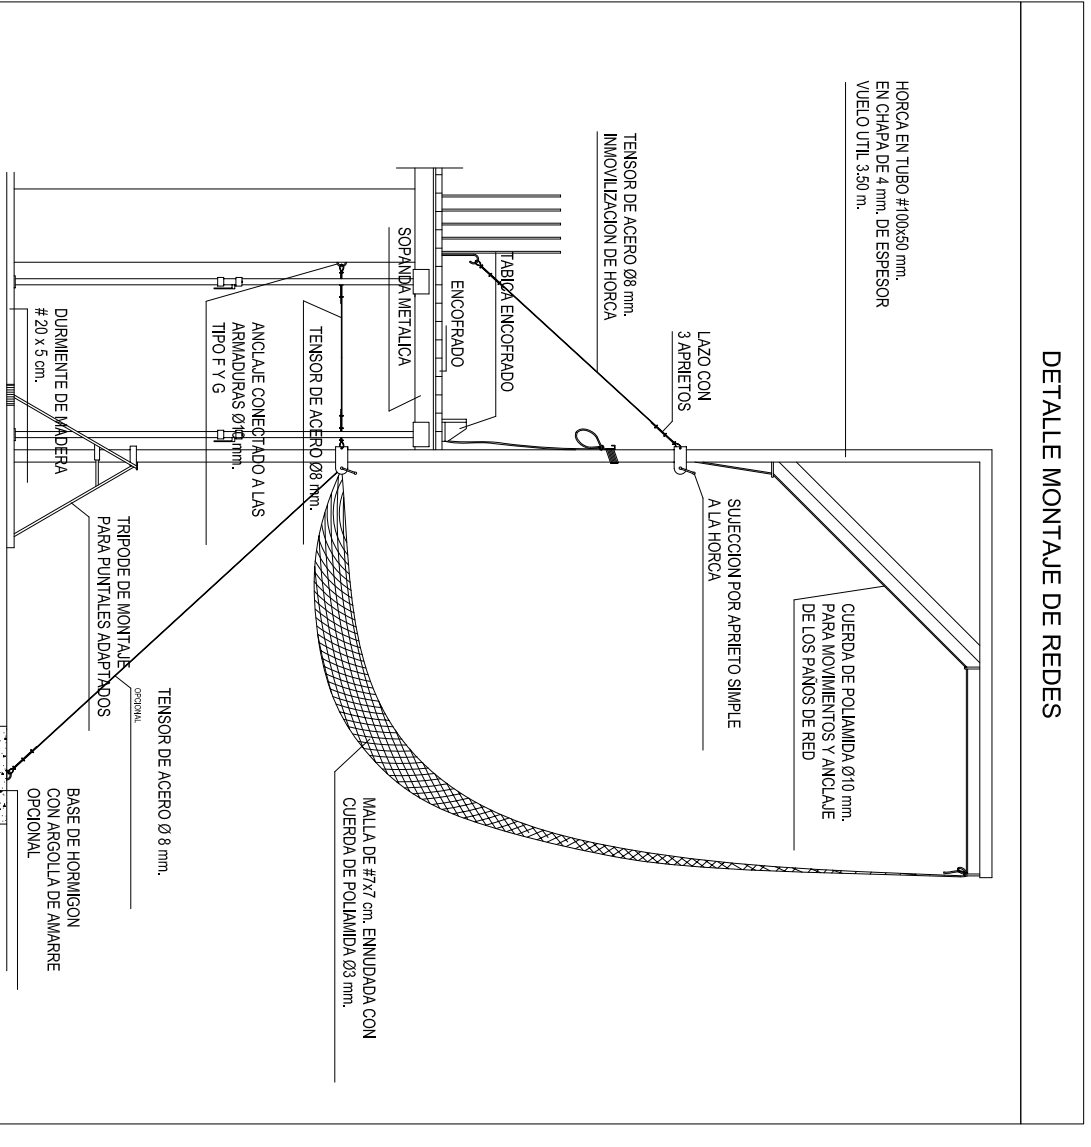 DETALLE MONTAJE DE REDES
HORCA EN TUBO #100x50 mm.
EN CHAPA DE 4 mm. DE ESPESOR
VUELO UTIL 3.50 m.
TENSOR DE ACERO Ø8 mm.
INMOVILIZACION DE HORCA
LAZO CON
3 APRIETOS
SUJECCION POR APRIETO SIMPLE
A LA HORCA
CUERDA DE POLIAMIDA Ø10 mm.
PARA MOVIMIENTOS Y ANCLAJE
DE LOS PAÑOS DE RED
TABICA ENCOFRADO
ENCOFRADO
SOPANDA METALICA
TENSOR DE ACERO Ø8 mm.
ANCLAJE CONECTADO A LAS
ARMADURAS Ø10 mm.
TIPO F Y G
DURMIENTE DE MADERA
# 20 x 5 cm.
TRIPODE DE MONTAJE
PARA PUNTALES ADAPTADOS
OPCIONAL
TENSOR DE ACERO Ø 8 mm.
MALLA DE #7x7 cm. ENNUDADA CON
CUERDA DE POLIAMIDA Ø3 mm.
BASE DE HORMIGON
CON ARGOLLA DE AMARRE
OPCIONAL